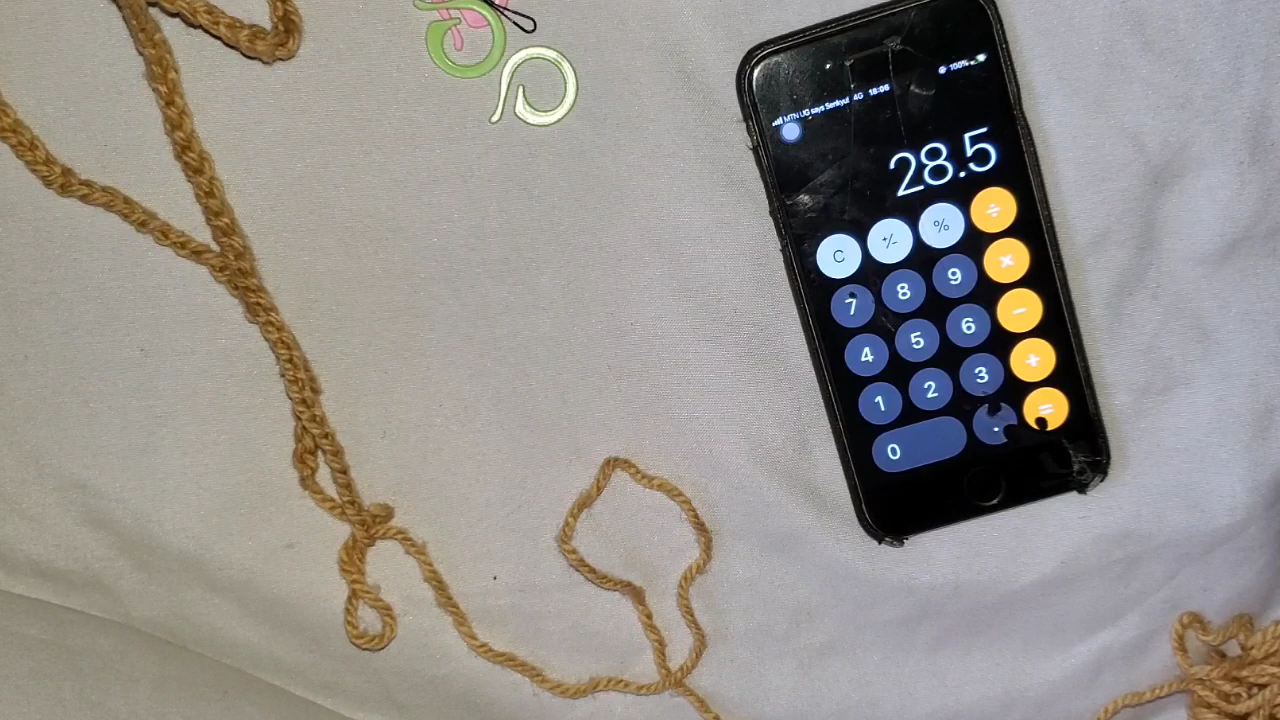 MTN UG says Senkyu! 4G 18:06 100%
28.5
C +/- % ÷
7 8 9 ×
4 5 6 −
1 2 3 +
0 . =